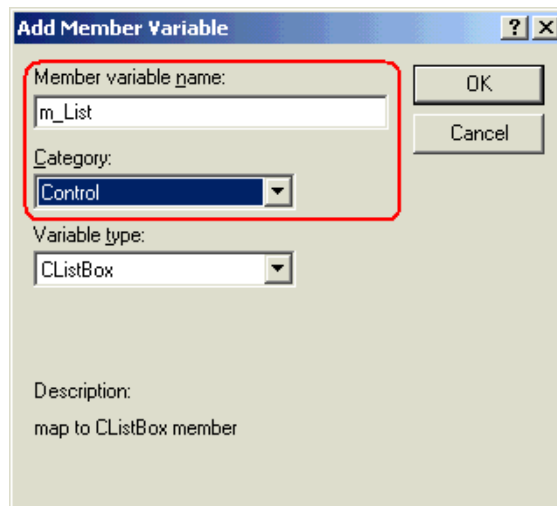 Add Member Variable
Member variable name:
OK
m_List
Cancel
Category:
Control
Variable type:
CListBox
Description:
map to CListBox member